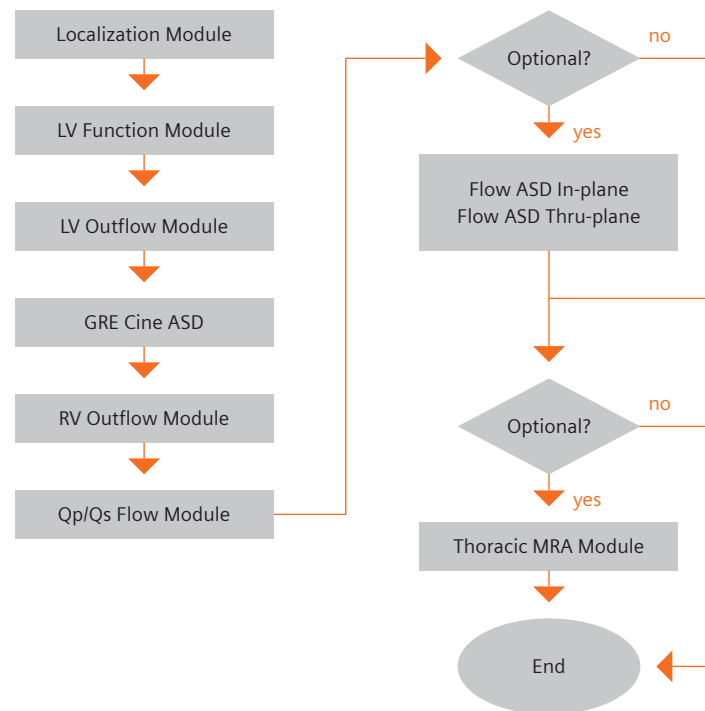 Localization Module
LV Function Module
LV Outflow Module
GRE Cine ASD
RV Outflow Module
Qp/Qs Flow Module
Optional?
no
yes
Flow ASD In-plane
Flow ASD Thru-plane
Optional?
no
yes
Thoracic MRA Module
End